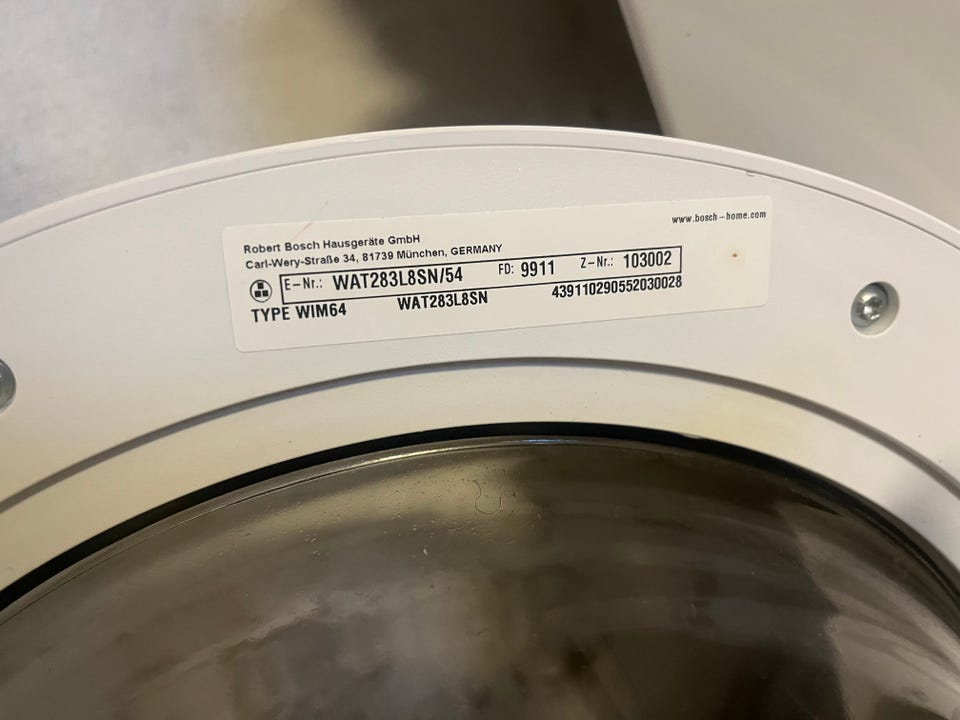 www.bosch-home.com
Robert Bosch Hausgeräte GmbH
Carl-Wery-Straße 34, 81739 München, GERMANY
E-Nr.: WAT283L8SN/54 FD: 9911 Z-Nr.: 103002
TYPE WIM64 WAT283L8SN 439110290552030028